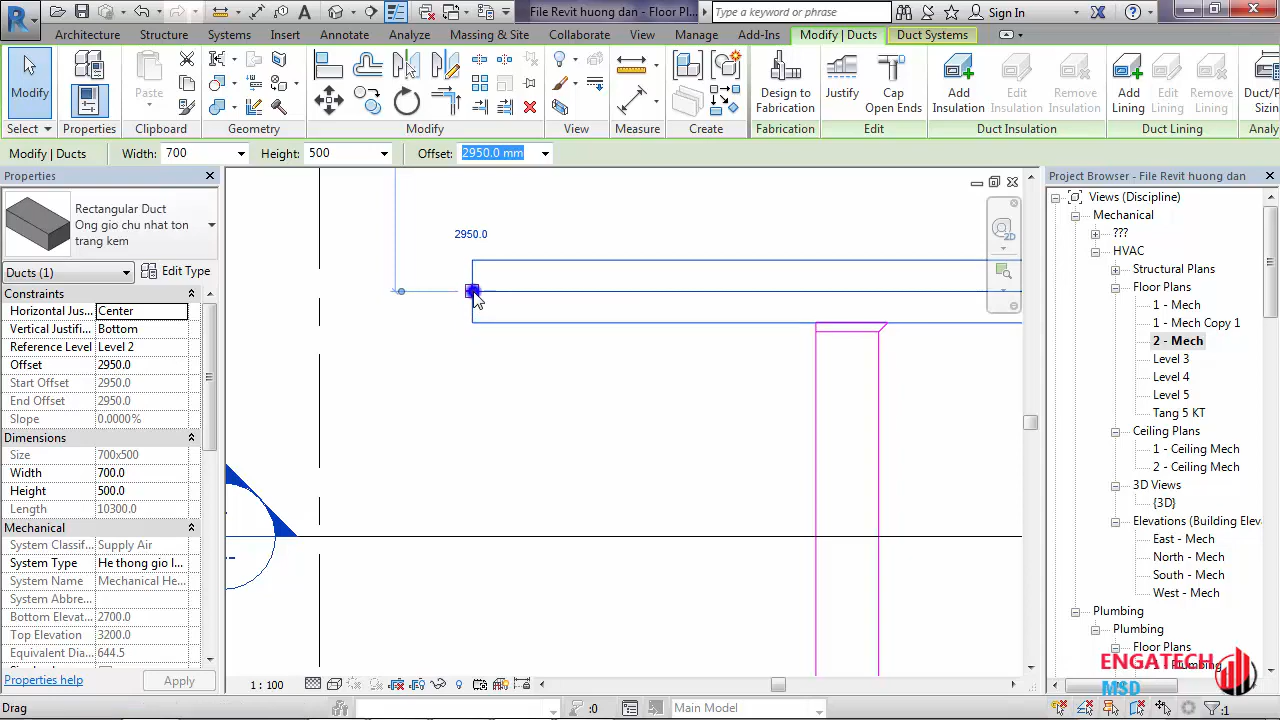 File Revit huong dan - Floor Pl...
Type a keyword or phrase
Sign In
Architecture
Structure
Systems
Insert
Annotate
Analyze
Massing & Site
Collaborate
View
Manage
Add-Ins
Modify | Ducts
Duct Systems
Modify
Properties
Paste
Design to Fabrication
Justify
Cap Open Ends
Add Insulation
Edit Insulation
Remove Insulation
Add Lining
Edit Lining
Remove Lining
Duct/P
Sizin
Select
Properties
Clipboard
Geometry
Modify
View
Measure
Create
Fabrication
Edit
Duct Insulation
Duct Lining
Analy
Modify | Ducts
Width: 700
Height: 500
Offset: 2950.0 mm
Properties
Rectangular Duct
Ong gio chu nhat ton
trang kem
Ducts (1)
Edit Type
Constraints
Horizontal Jus... Center
Vertical Justifi... Bottom
Reference Level Level 2
Offset 2950.0
Start Offset 2950.0
End Offset 2950.0
Slope 0.0000%
Dimensions
Size 700x500
Width 700.0
Height 500.0
Length 10300.0
Mechanical
System Classif... Supply Air
System Type He thong gio l...
System Name Mechanical He...
System Abbre...
Bottom Elevat... 2700.0
Top Elevation 3200.0
Equivalent Dia... 644.5
Properties help
Apply
2950.0
2D
Project Browser - File Revit huong dan
Views (Discipline)
Mechanical
???
HVAC
Structural Plans
Floor Plans
1 - Mech
1 - Mech Copy 1
2 - Mech
Level 3
Level 4
Level 5
Tang 5 KT
Ceiling Plans
1 - Ceiling Mech
2 - Ceiling Mech
3D Views
{3D}
Elevations (Building Elev
East - Mech
North - Mech
South - Mech
West - Mech
Plumbing
Plumbing
Floor Plans
ENGATECH
MSD
1 : 100
Drag
:0
Main Model
:1